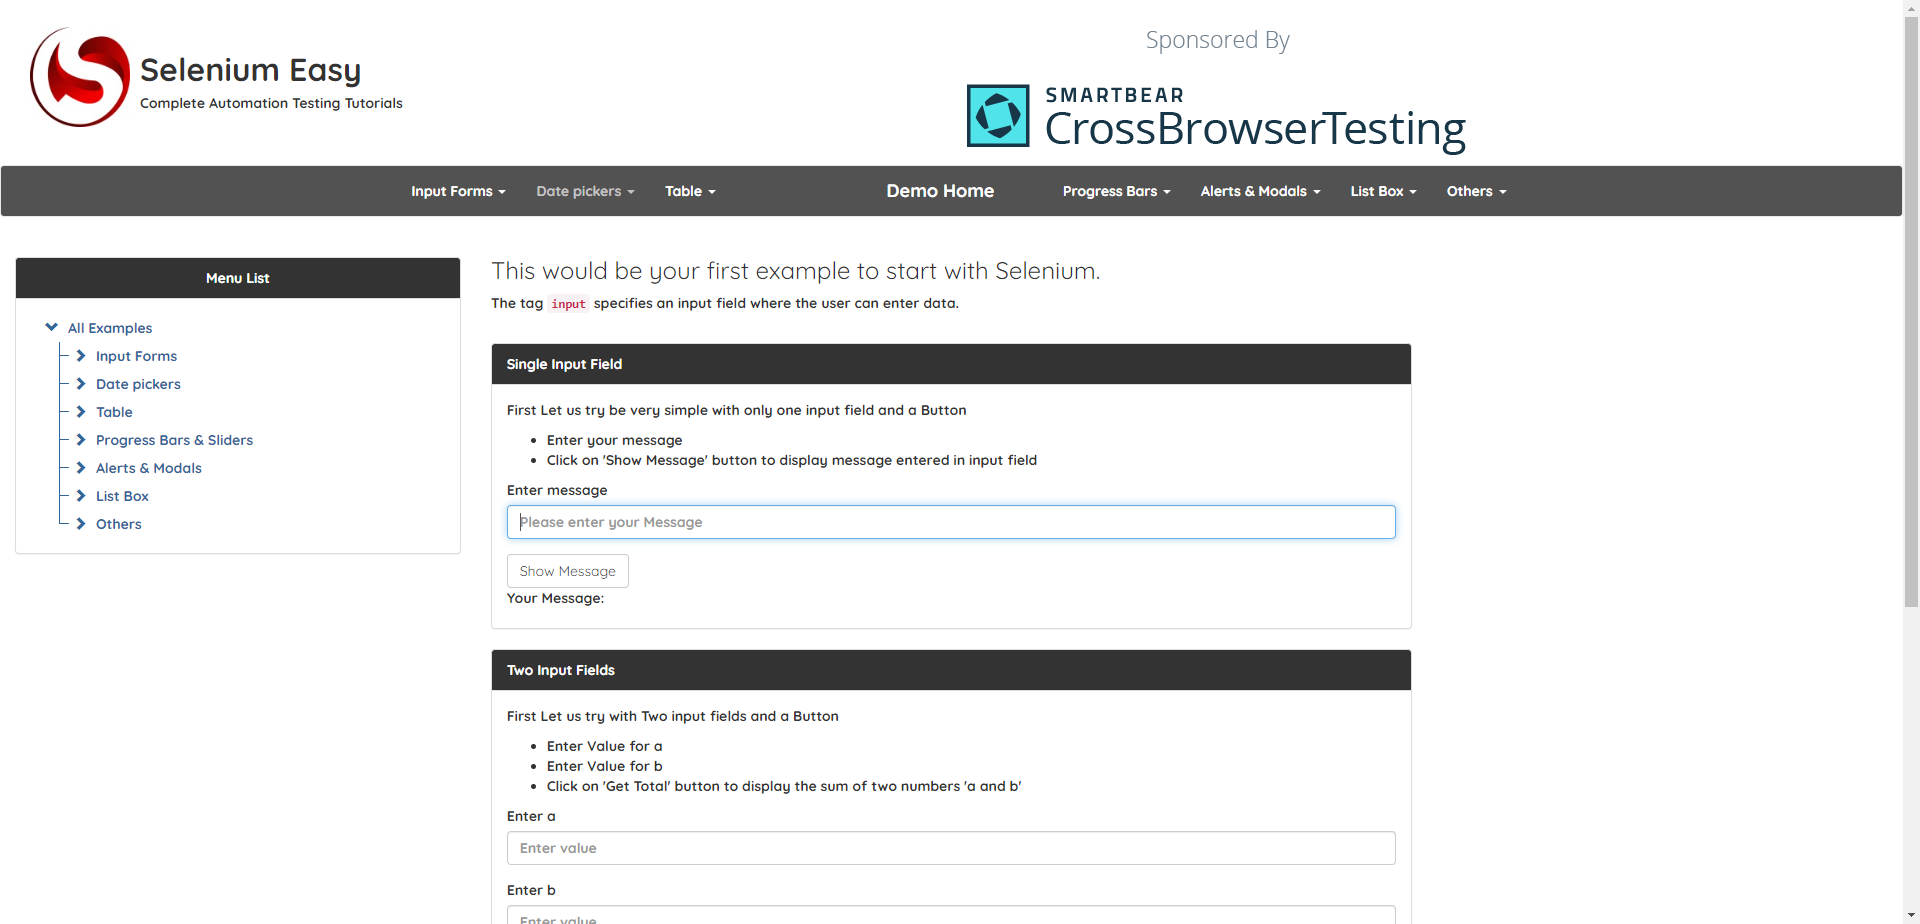 Selenium Easy
Complete Automation Testing Tutorials
Sponsored By
SMARTBEAR
CrossBrowserTesting
Input Forms
Date pickers
Table
Demo Home
Progress Bars
Alerts & Modals
List Box
Others
Menu List
All Examples
Input Forms
Date pickers
Table
Progress Bars & Sliders
Alerts & Modals
List Box
Others
This would be your first example to start with Selenium.
The tag input specifies an input field where the user can enter data.
Single Input Field
First Let us try be very simple with only one input field and a Button
Enter your message
Click on 'Show Message' button to display message entered in input field
Enter message
Please enter your Message
Show Message
Your Message:
Two Input Fields
First Let us try with Two input fields and a Button
Enter Value for a
Enter Value for b
Click on 'Get Total' button to display the sum of two numbers 'a and b'
Enter a
Enter value
Enter b
Enter value